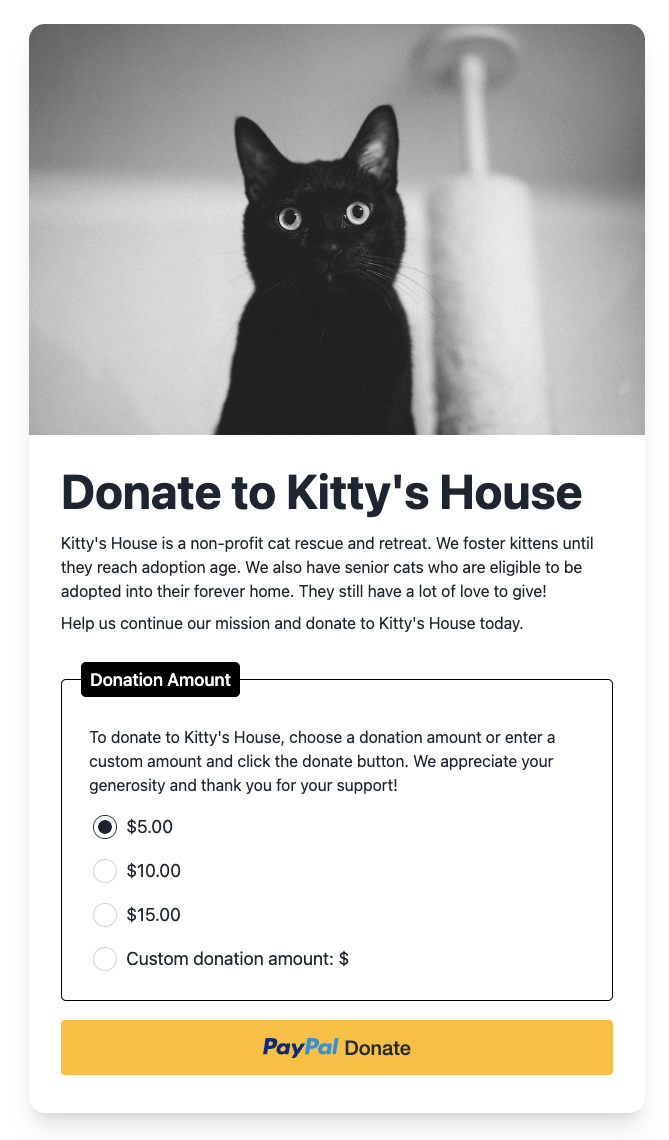 Donate to Kitty's House
Kitty's House is a non-profit cat rescue and retreat. We foster kittens until
they reach adoption age. We also have senior cats who are eligible to be
adopted into their forever home. They still have a lot of love to give!
Help us continue our mission and donate to Kitty's House today.
Donation Amount
To donate to Kitty's House, choose a donation amount or enter a
custom amount and click the donate button. We appreciate your
generosity and thank you for your support!
$5.00
$10.00
$15.00
Custom donation amount: $
PayPal Donate